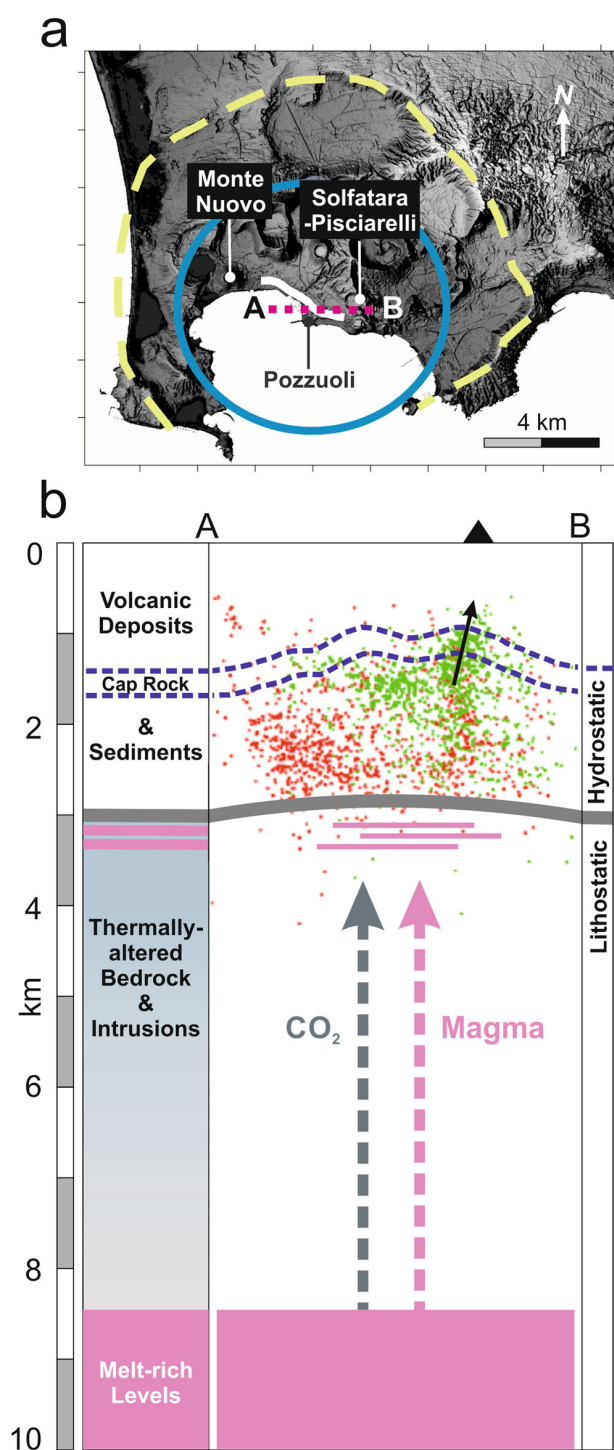 a
N
Monte
Nuovo
Solfatara
-Pisciarelli
A
B
Pozzuoli
4 km
b
A
B
0
Volcanic
Deposits
Cap Rock
2
&
Sediments
Hydrostatic
Lithostatic
4
Thermally-
altered
Bedrock
&
Intrusions
km
CO₂
Magma
6
8
Melt-rich
Levels
10